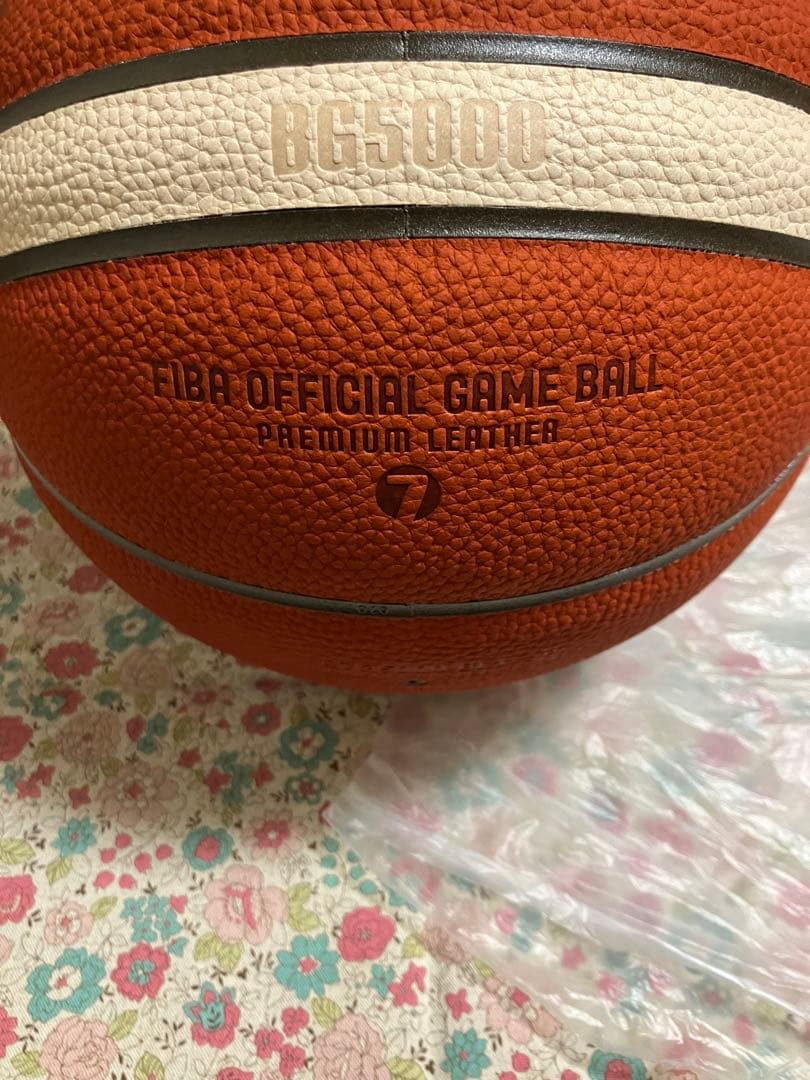 BG5000
FIBA OFFICIAL GAME BALL
PREMIUM LEATHER
7